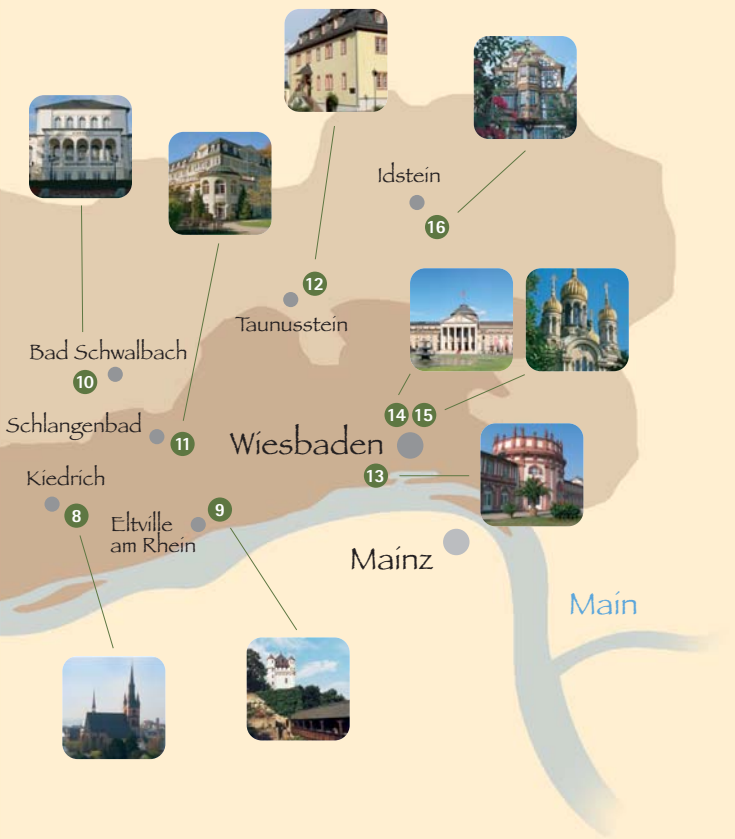 Idstein
16
12
Taunusstein
Bad Schwalbach
10
14 15
Schlangenbad
11
Wiesbaden
13
Kiedrich
8
9
Eltville
am Rhein
Mainz
Main